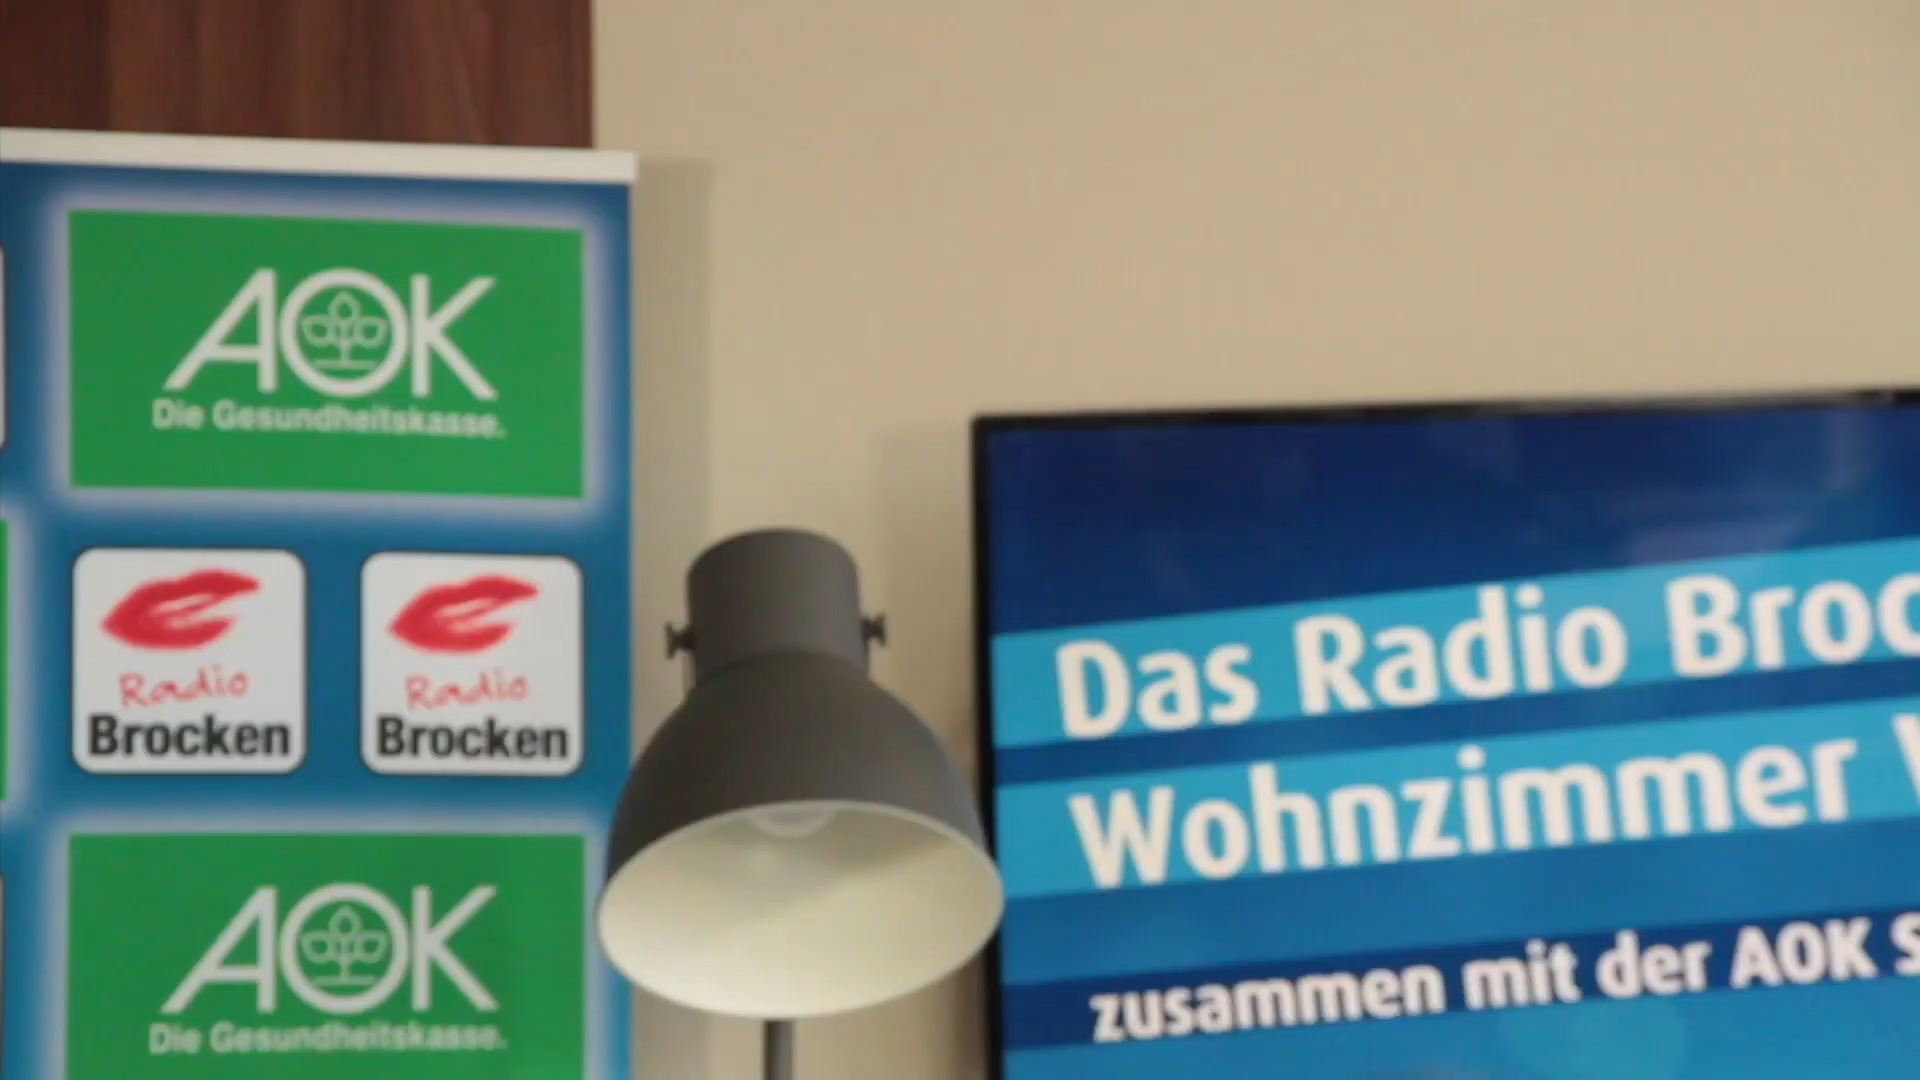 AOK
Die Gesundheitskasse.
Radio
Brocken
Radio
Brocken
AOK
Die Gesundheitskasse.
Das Radio Broc
Wohnzimmer
zusammen mit der AOK S